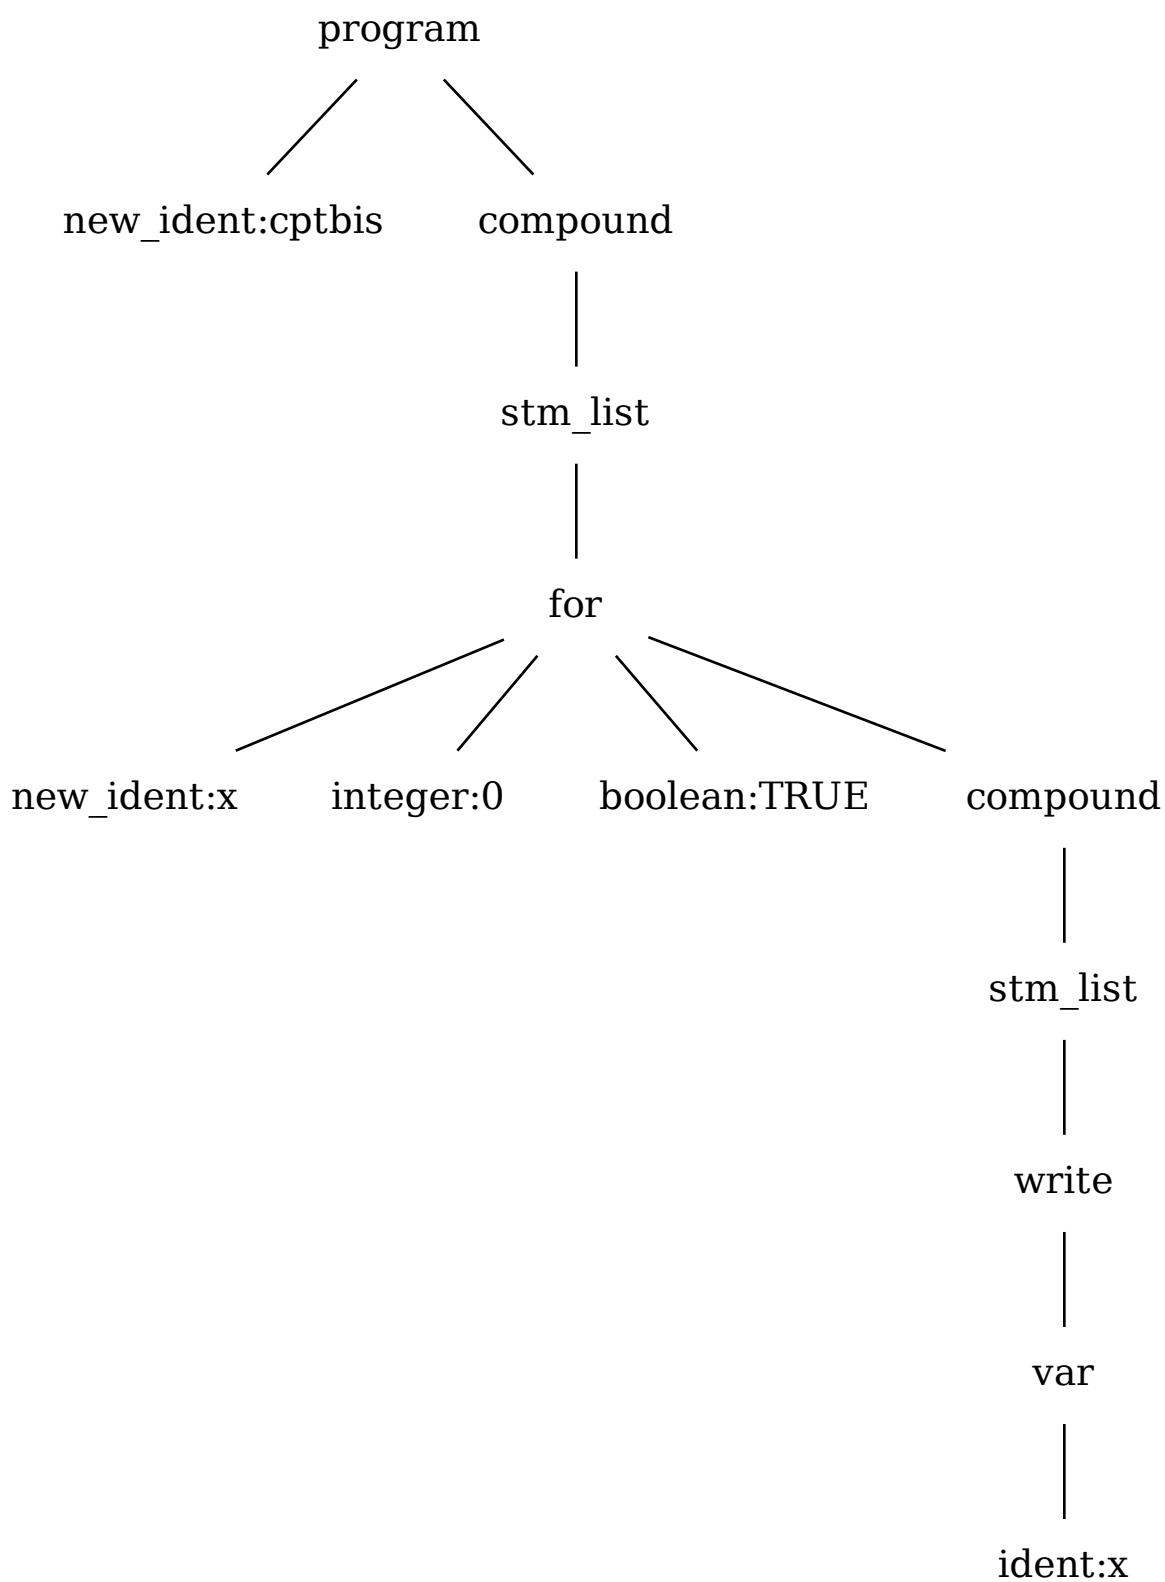 program
new_ident:cptbis compound
stm_list
for
new_ident:x integer:0 boolean:TRUE compound
stm_list
write
var
ident:x